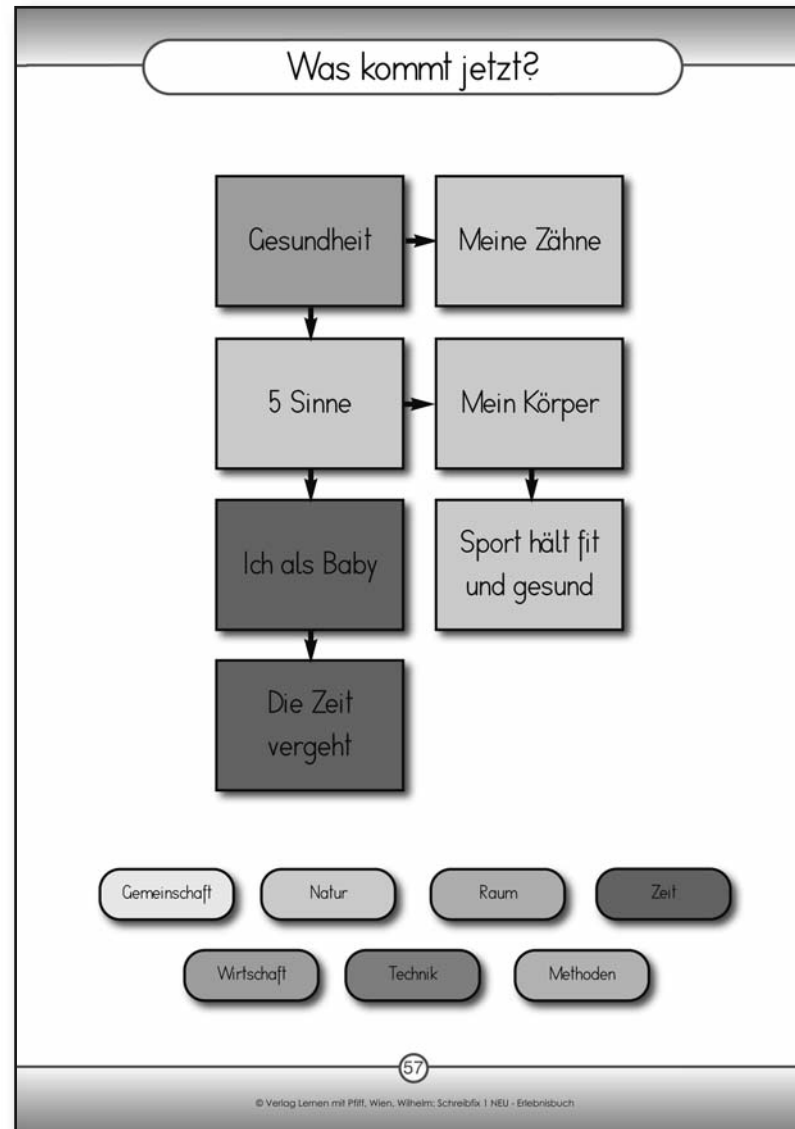 Was kommt jetzt?
Gesundheit
Meine Zähne
5 Sinne
Mein Körper
Ich als Baby
Sport hält fit
und gesund
Die Zeit
vergeht
Gemeinschaft
Natur
Raum
Zeit
Wirtschaft
Technik
Methoden
57
© Verlag Lernen mit Pfiff, Wien, Wilhelm: Schreibfix 1 NEU - Erlebnisbuch